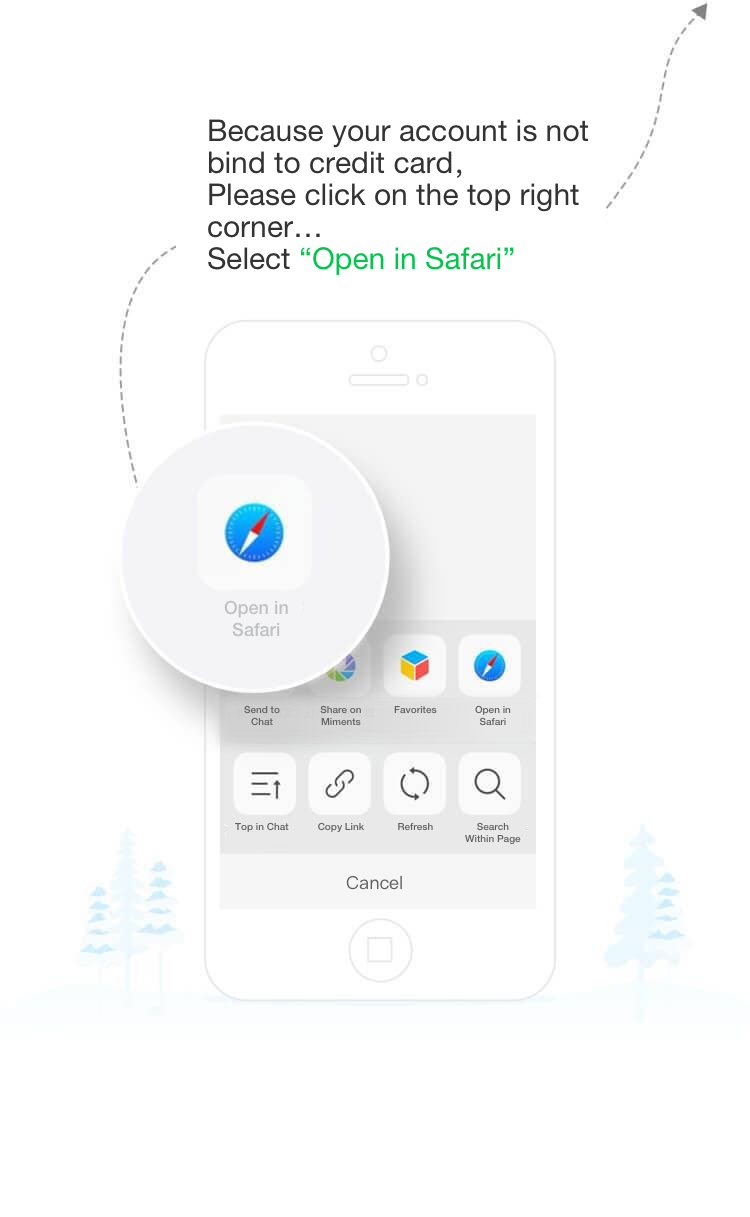 Because your account is not
bind to credit card,
Please click on the top right
corner…
Select “Open in Safari”
Open in
Safari
Send to
Chat
Share on
Miments
Favorites
Open in
Safari
Top in Chat
Copy Link
Refresh
Search
Within Page
Cancel